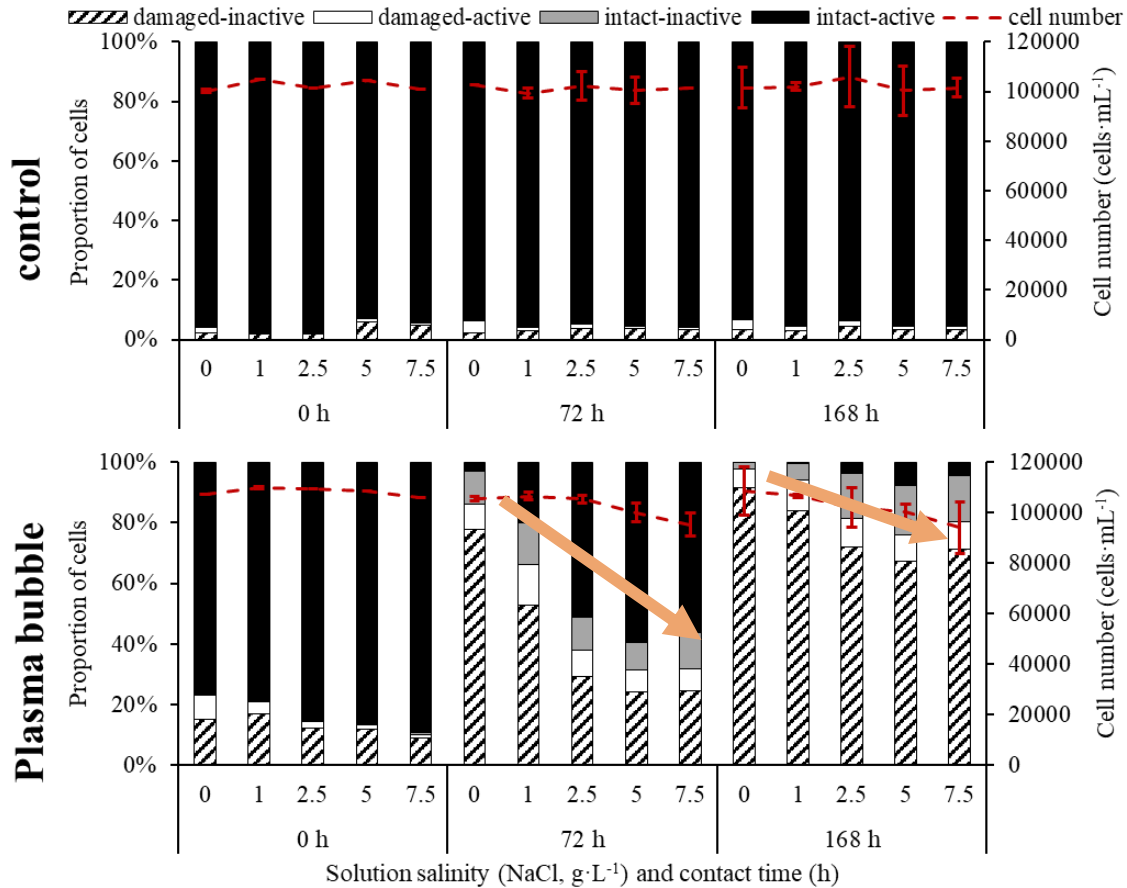 damaged-inactive damaged-active intact-inactive intact-active cell number
control
Proportion of cells
100%
80%
60%
40%
20%
0%
120000
100000
80000
60000
40000
20000
0
Cell number (cells·mL⁻¹)
0 1 2.5 5 7.5 0 1 2.5 5 7.5 0 1 2.5 5 7.5
0 h 72 h 168 h
Plasma bubble
Proportion of cells
100%
80%
60%
40%
20%
0%
120000
100000
80000
60000
40000
20000
0
Cell number (cells·mL⁻¹)
0 1 2.5 5 7.5 0 1 2.5 5 7.5 0 1 2.5 5 7.5
0 h 72 h 168 h
Solution salinity (NaCl, g·L⁻¹) and contact time (h)